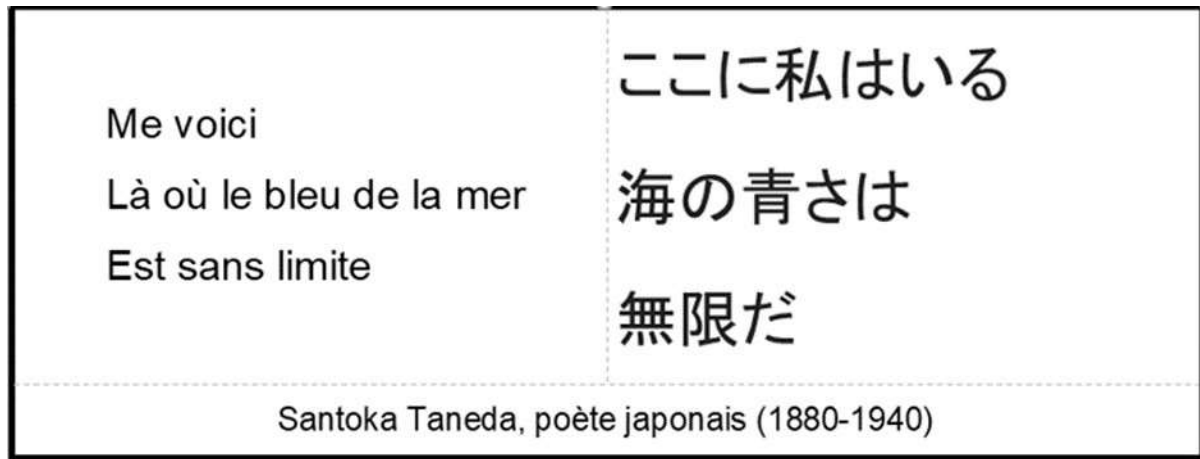 Me voici
Là où le bleu de la mer
Est sans limite
ここに私はいる
海の青さは
無限だ
Santoka Taneda, poète japonais (1880-1940)